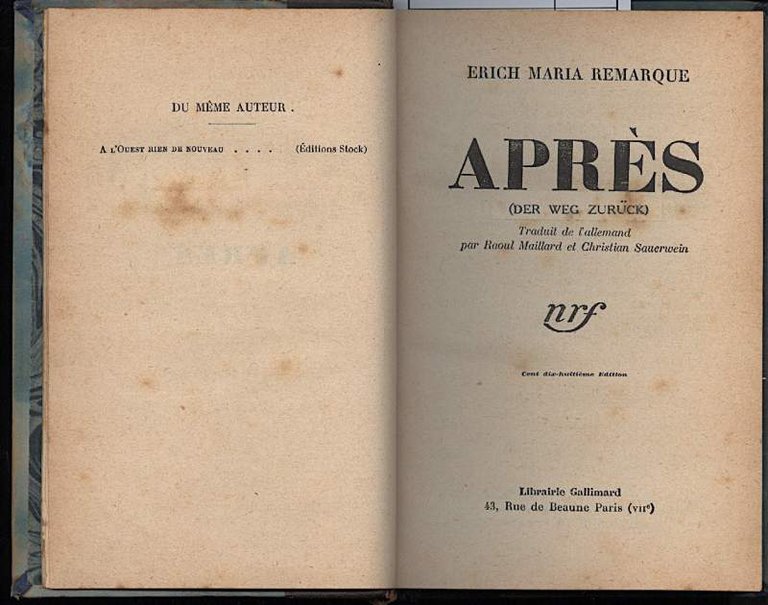 DU MÊME AUTEUR .
A L'OUEST RIEN DE NOUVEAU . . . . (Éditions Stock)
ERICH MARIA REMARQUE
APRÈS
(DER WEG ZURÜCK)
Traduit de l'allemand
par Raoul Maillard et Christian Sauerwein
nrf
Cent dix-huitième Edition
Librairie Gallimard
43, Rue de Beaune Paris (VIIe)